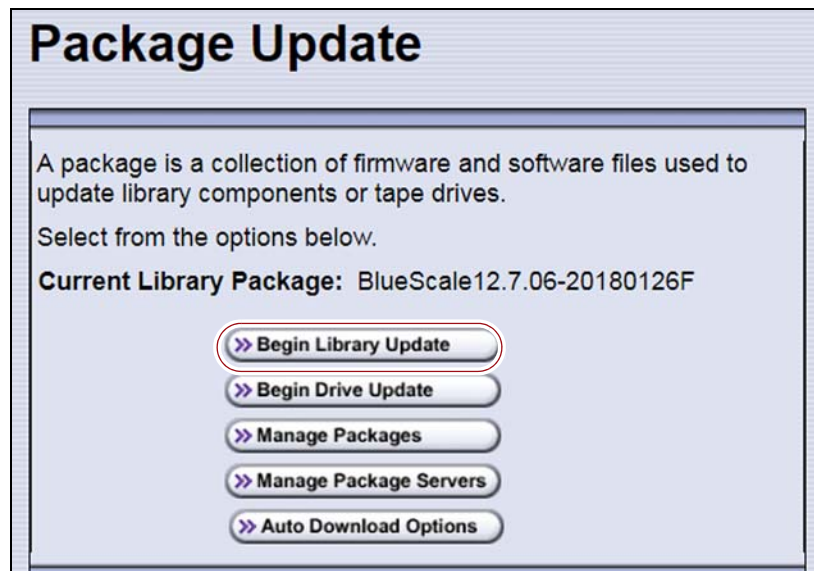 Package Update
A package is a collection of firmware and software files used to
update library components or tape drives.
Select from the options below.
Current Library Package: BlueScale12.7.06-20180126F
>> Begin Library Update
>> Begin Drive Update
>> Manage Packages
>> Manage Package Servers
>> Auto Download Options